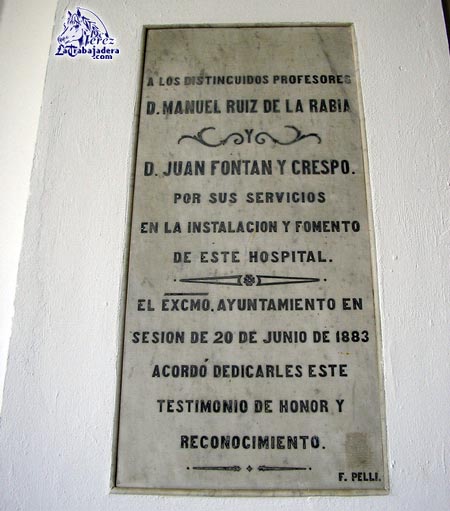 Jerez
LaTrabajadera
.com
A LOS DISTINGUIDOS PROFESORES
D. MANUEL RUIZ DE LA RABIA
Y
D. JUAN FONTAN Y CRESPO.
POR SUS SERVICIOS
EN LA INSTALACION Y FOMENTO
DE ESTE HOSPITAL.
EL EXCMO, AYUNTAMIENTO EN
SESION DE 20 DE JUNIO DE 1883
ACORDÓ DEDICARLES ESTE
TESTIMONIO DE HONOR Y
RECONOCIMIENTO.
F. PELLI.